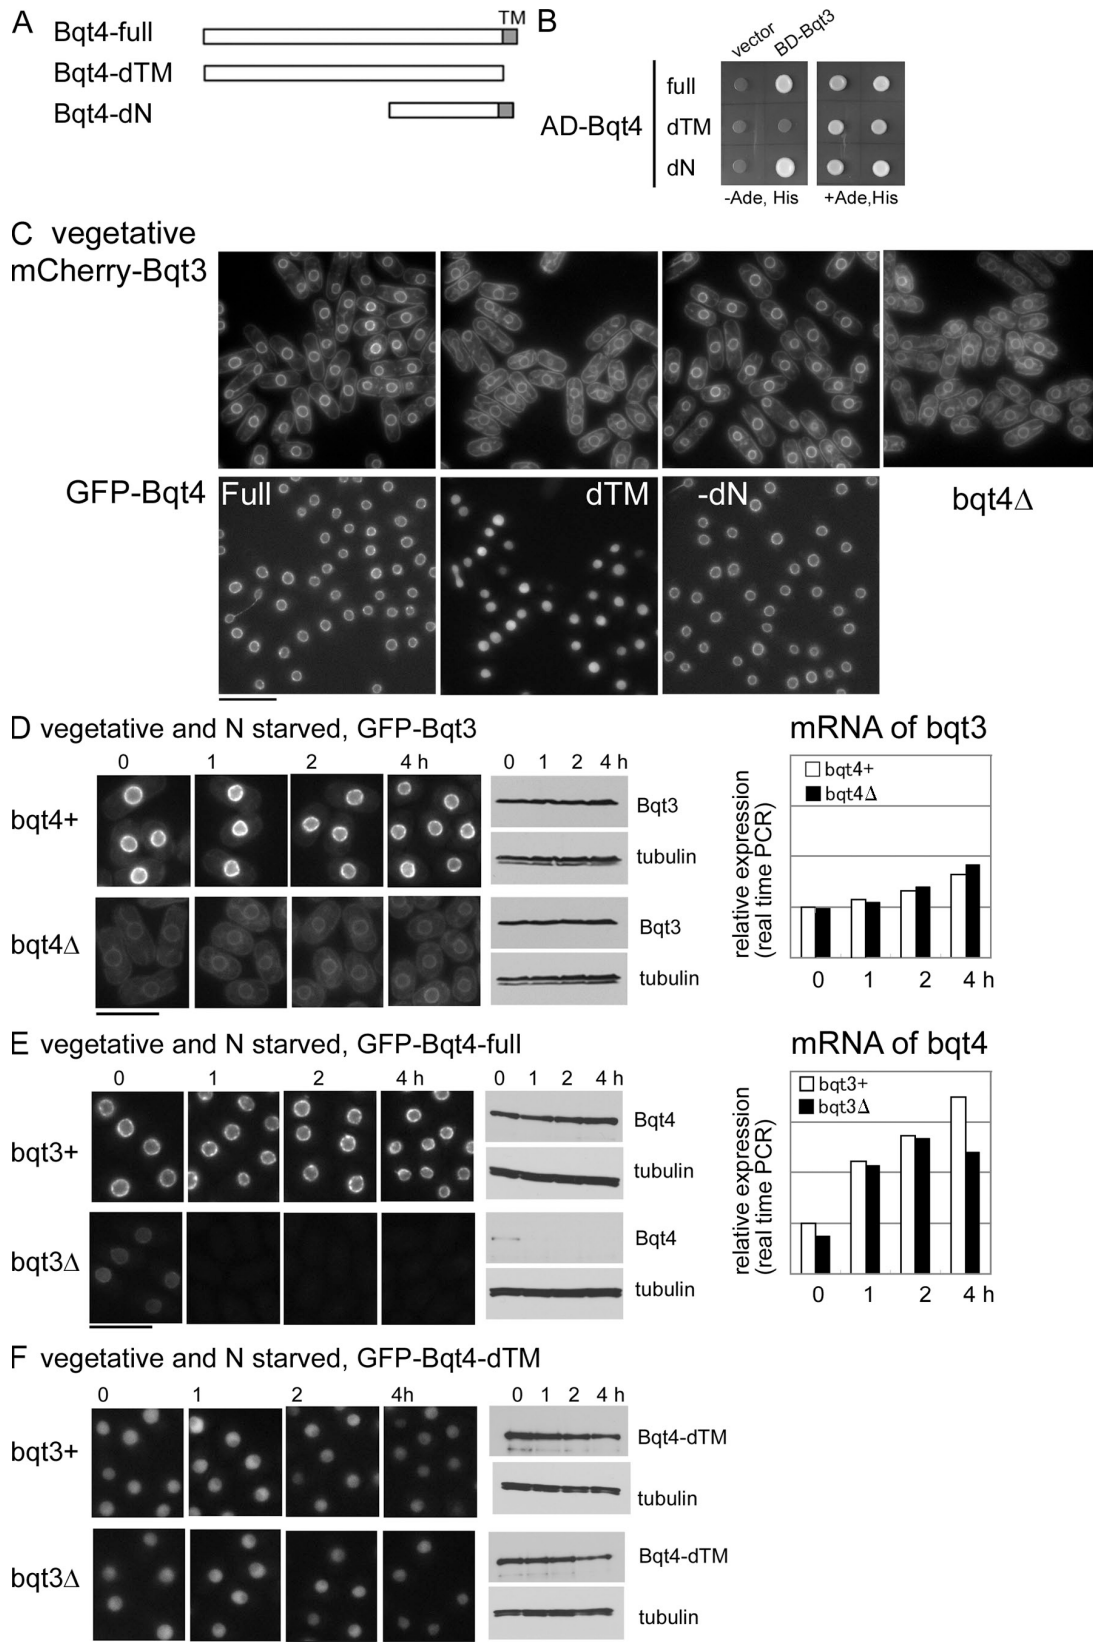 A
Bqt4-full
TM
Bqt4-dTM
Bqt4-dN
B
vector
BD-Bqt3
AD-Bqt4
full
dTM
dN
-Ade, His
+Ade,His
C vegetative
mCherry-Bqt3
GFP-Bqt4
Full
dTM
-dN
bqt4Δ
D vegetative and N starved, GFP-Bqt3
0 1 2 4 h
0 1 2 4 h
bqt4+
Bqt3
tubulin
bqt4Δ
Bqt3
tubulin
mRNA of bqt3
relative expression
(real time PCR)
bqt4+
bqt4Δ
0 1 2 4 h
E vegetative and N starved, GFP-Bqt4-full
0 1 2 4 h
0 1 2 4 h
bqt3+
Bqt4
tubulin
bqt3Δ
Bqt4
tubulin
mRNA of bqt4
relative expression
(real time PCR)
bqt3+
bqt3Δ
0 1 2 4 h
F vegetative and N starved, GFP-Bqt4-dTM
0 1 2 4h
0 1 2 4 h
bqt3+
Bqt4-dTM
tubulin
bqt3Δ
Bqt4-dTM
tubulin